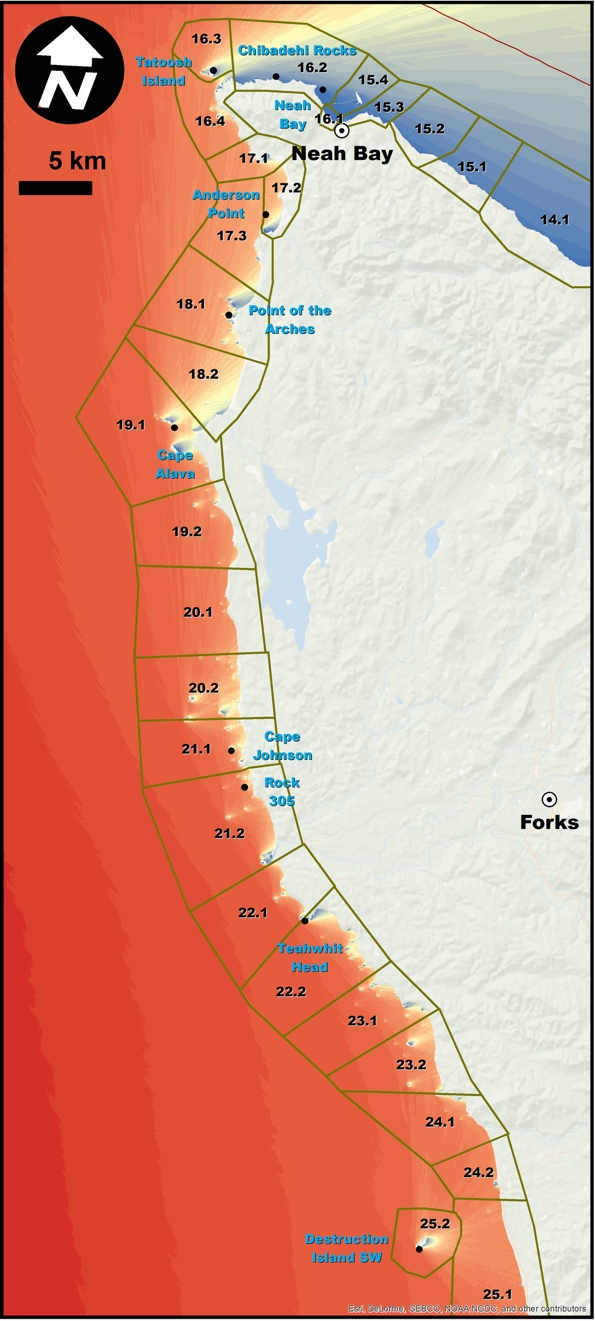 16.3
Chibadehl Rocks
Tatoosh
Island
16.2
15.4
N
Neah
Bay
15.3
16.4
16.1
15.2
Neah Bay
5 km
17.1
15.1
17.2
Anderson
Point
14.1
17.3
18.1
Point of the
Arches
18.2
19.1
Cape
Alava
19.2
20.1
20.2
Cape
Johnson
21.1
Rock
305
Forks
21.2
22.1
Teahwhit
Head
22.2
23.1
23.2
24.1
24.2
25.2
Destruction
Island SW
25.1
Esri, DeLorme, GEBCO, NOAA NGDC, and other contributors